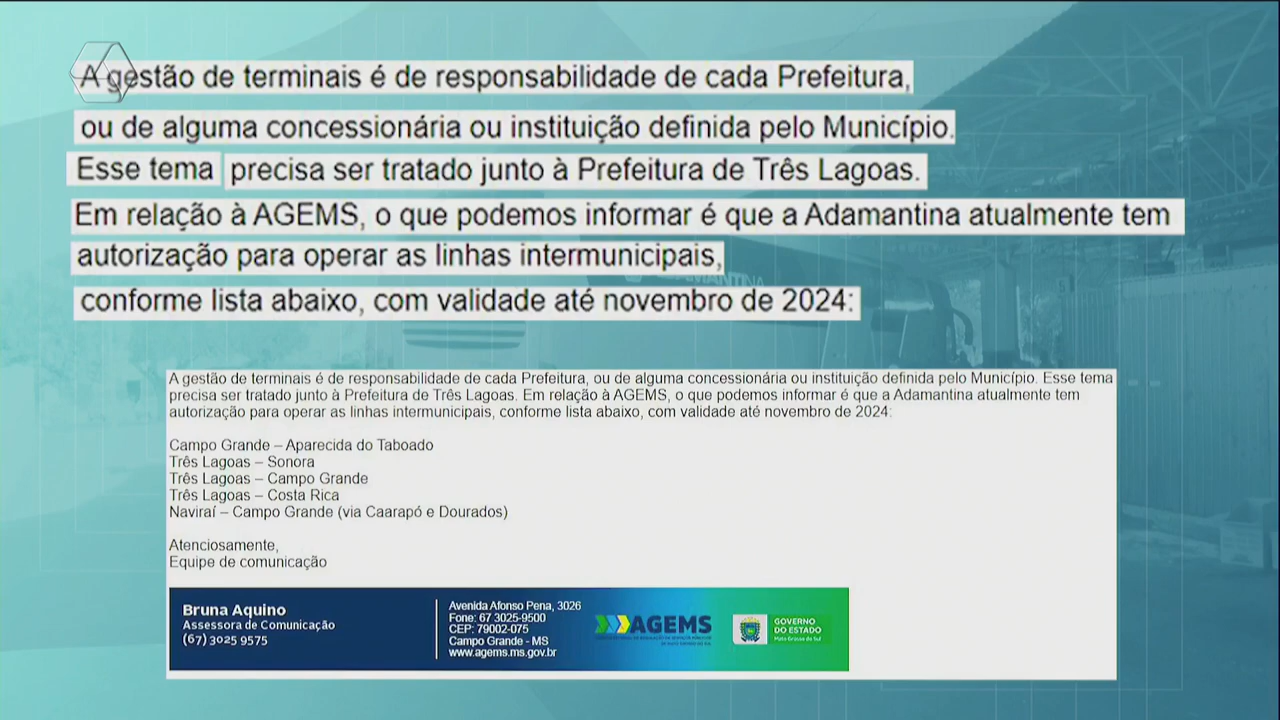 A gestão de terminais é de responsabilidade de cada Prefeitura,
ou de alguma concessionária ou instituição definida pelo Município.
Esse tema precisa ser tratado junto à Prefeitura de Três Lagoas.
Em relação à AGEMS, o que podemos informar é que a Adamantina atualmente tem
autorização para operar as linhas intermunicipais,
conforme lista abaixo, com validade até novembro de 2024:
A gestão de terminais é de responsabilidade de cada Prefeitura, ou de alguma concessionária ou instituição definida pelo Município. Esse tema
precisa ser tratado junto à Prefeitura de Três Lagoas. Em relação à AGEMS, o que podemos informar é que a Adamantina atualmente tem
autorização para operar as linhas intermunicipais, conforme lista abaixo, com validade até novembro de 2024:
Campo Grande – Aparecida do Taboado
Três Lagoas – Sonora
Três Lagoas – Campo Grande
Três Lagoas – Costa Rica
Naviraí – Campo Grande (via Caarapó e Dourados)
Atenciosamente,
Equipe de comunicação
Bruna Aquino
Assessora de Comunicação
(67) 3025 9575
Avenida Afonso Pena, 3026
Fone: 67 3025-9500
CEP: 79002-075
Campo Grande - MS
www.agems.ms.gov.br
AGEMS
GOVERNO
DO ESTADO
Mato Grosso do Sul